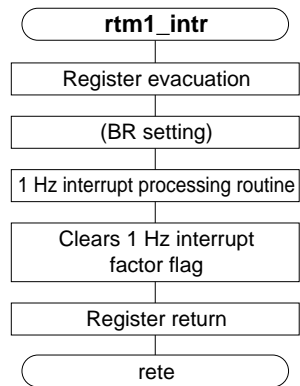 rtm1_intr
Register evacuation
(BR setting)
1 Hz interrupt processing routine
Clears 1 Hz interrupt
factor flag
Register return
rete